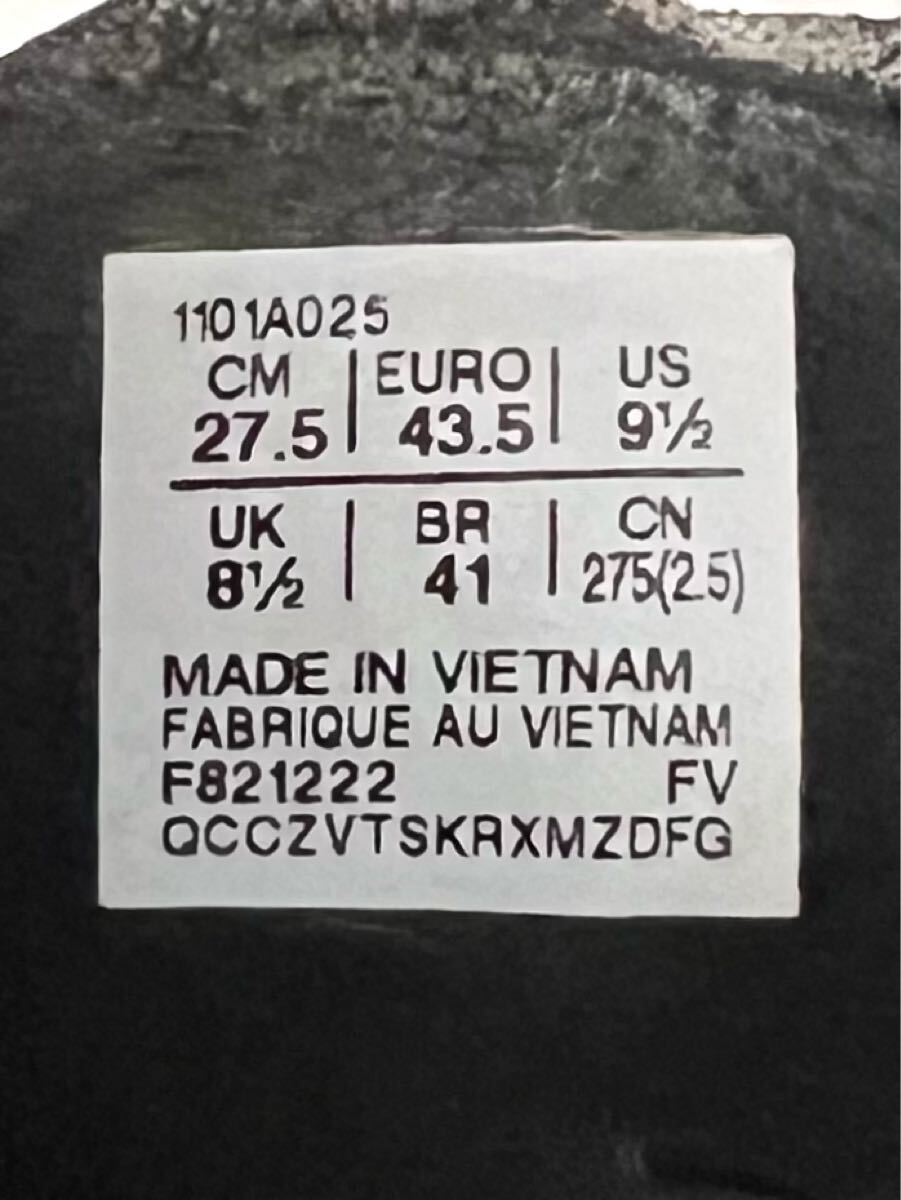 1101A025
CM | EURO | US
27.5 | 43.5 | 9½
UK | BR | CN
8½ | 41 | 275(2.5)
MADE IN VIETNAM
FABRIQUE AU VIETNAM
F821222 FV
QCCZVTSKRXMZDFG